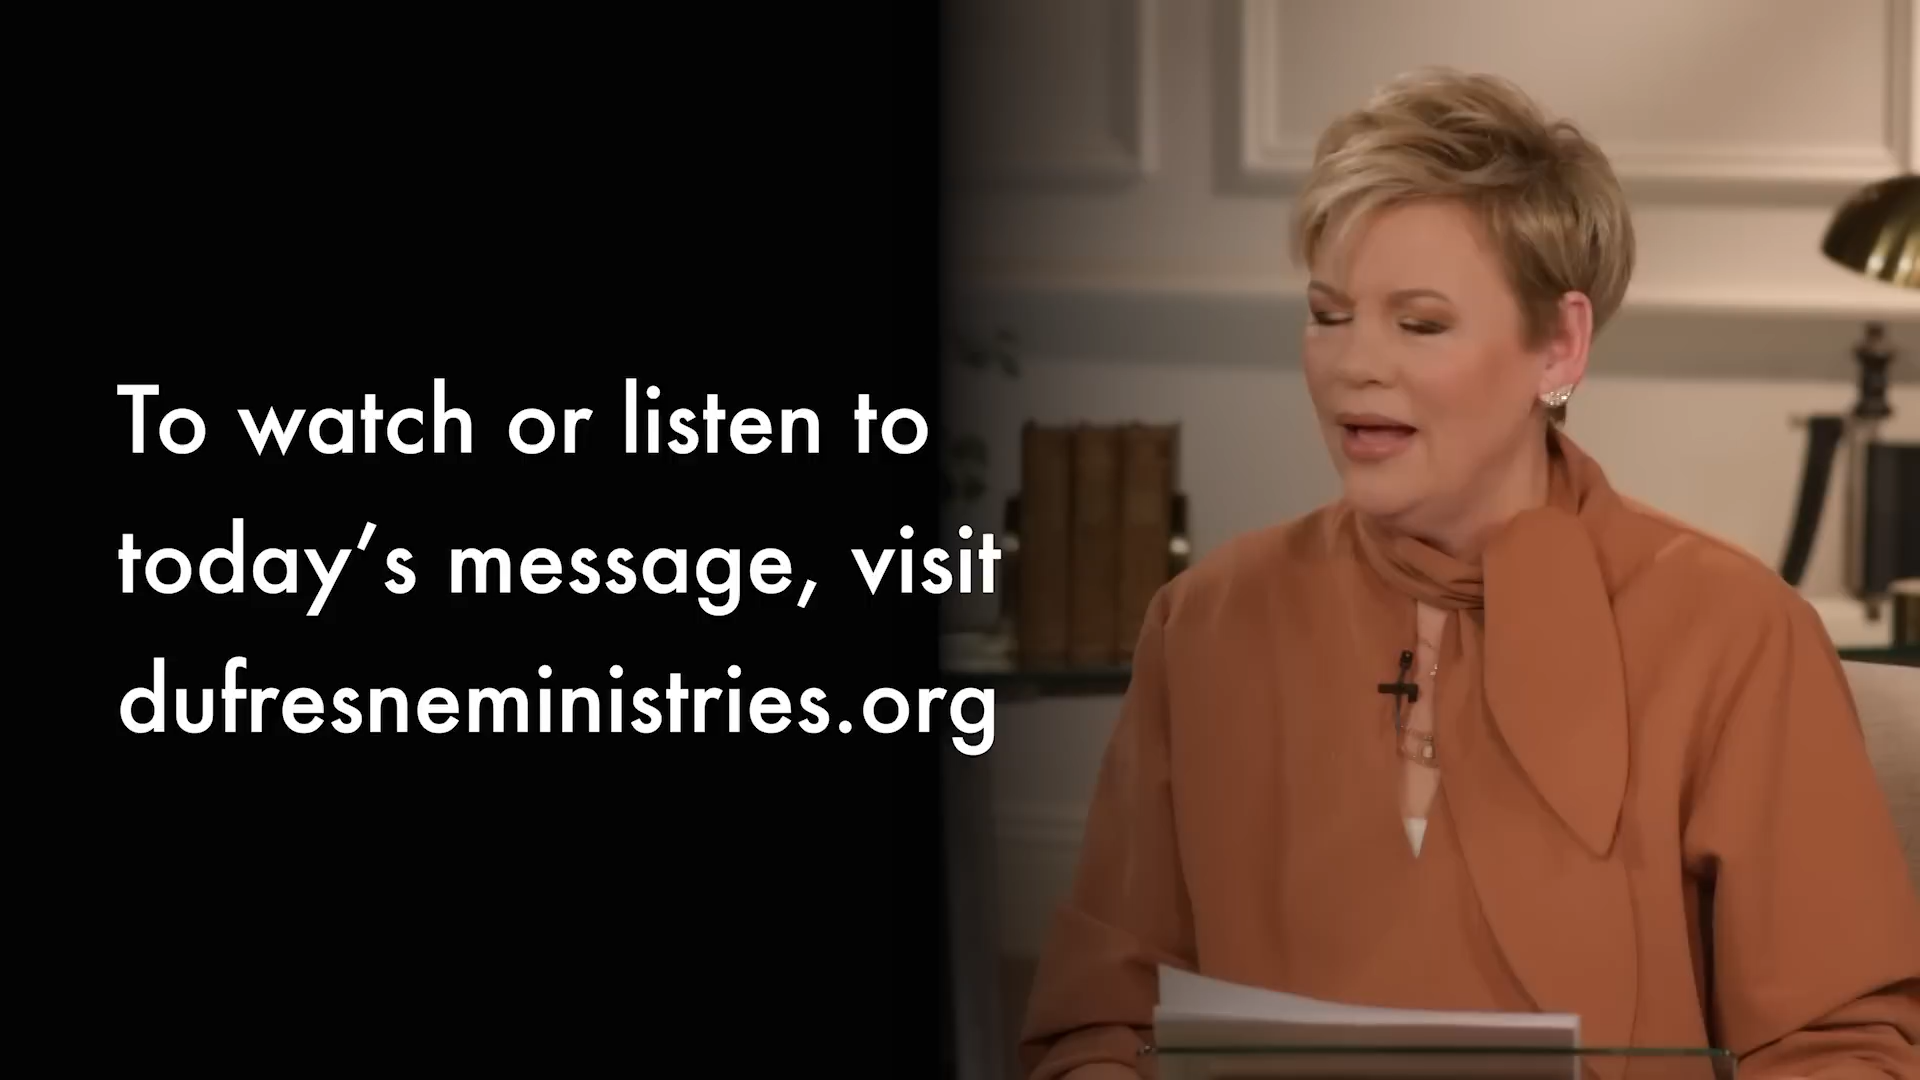 To watch or listen to
today’s message, visit
dufresneministries.org